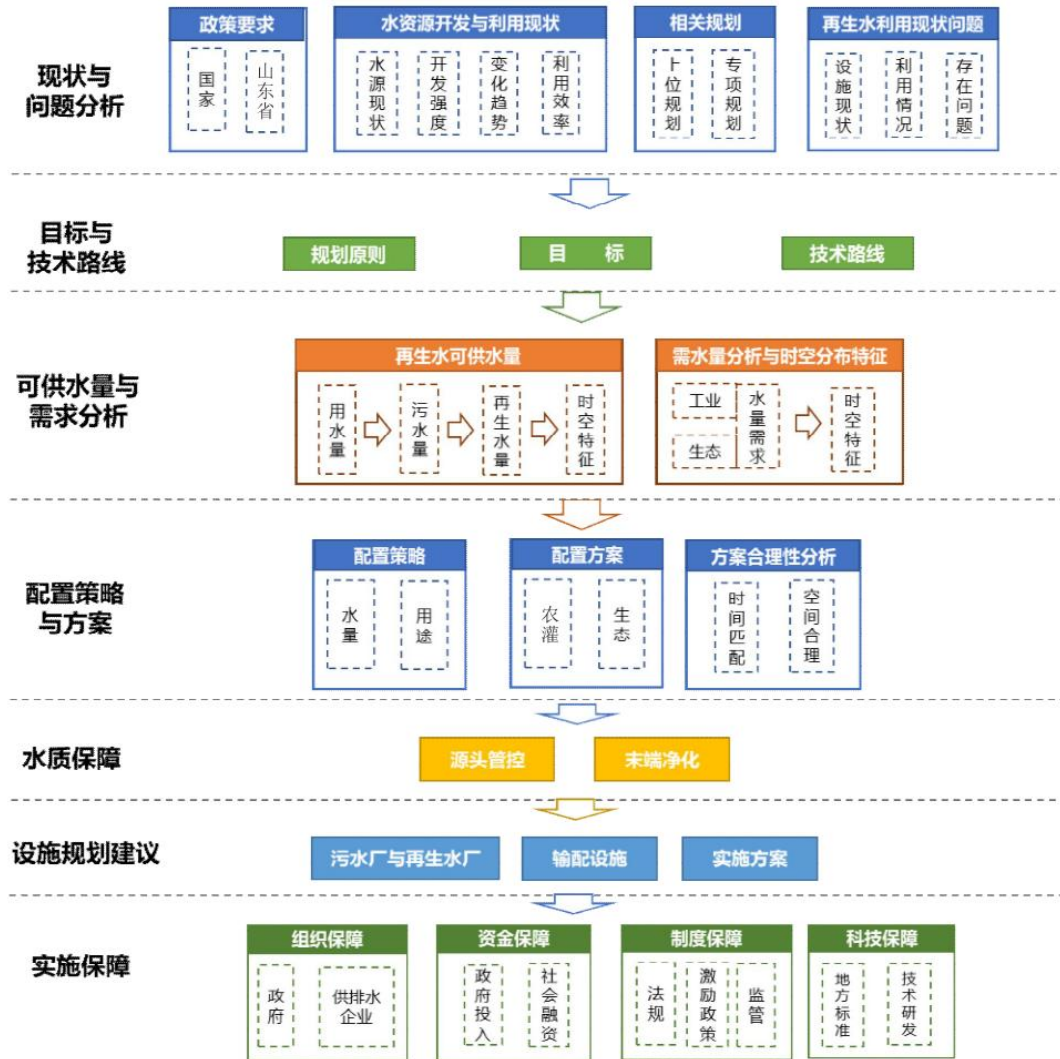 政策要求
水资源开发与利用现状
相关规划
再生水利用现状问题
现状与
问题分析
国家
山东省
水源现状
开发强度
变化趋势
利用效率
上位规划
专项规划
设施现状
利用情况
存在问题
目标与
技术路线
规划原则
目 标
技术路线
可供水量与
需求分析
再生水可供水量
需水量分析与时空分布特征
用水量
污水量
再生水量
时空特征
工业
生态
水量需求
时空特征
配置策略
与方案
配置策略
配置方案
方案合理性分析
水量
用途
农灌
生态
时间匹配
空间合理
水质保障
源头管控
末端净化
设施规划建议
污水厂与再生水厂
输配设施
实施方案
实施保障
组织保障
资金保障
制度保障
科技保障
政府
供排水
企业
政府投入
社会融资
法规
激励政策
监管
地方标准
技术研发